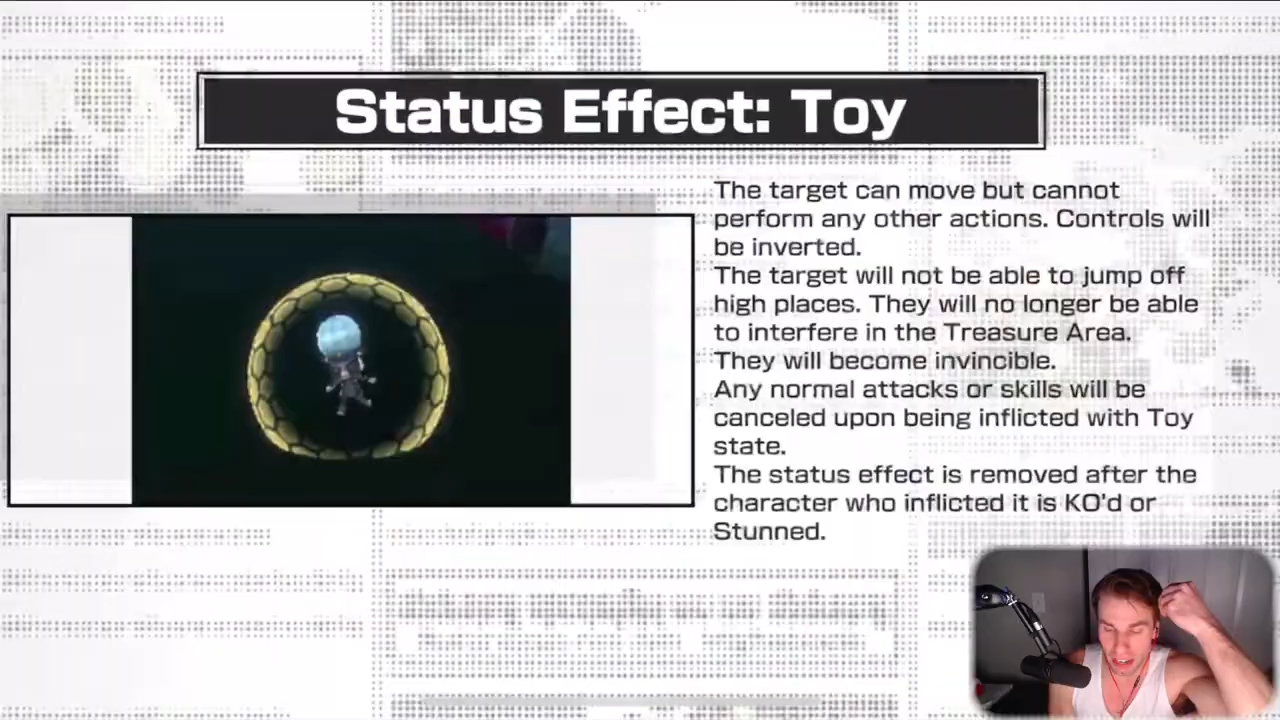 Status Effect: Toy
The target can move but cannot
perform any other actions. Controls will
be inverted.
The target will not be able to jump off
high places. They will no longer be able
to interfere in the Treasure Area.
They will become invincible.
Any normal attacks or skills will be
canceled upon being inflicted with Toy
state.
The status effect is removed after the
character who inflicted it is KO'd or
Stunned.